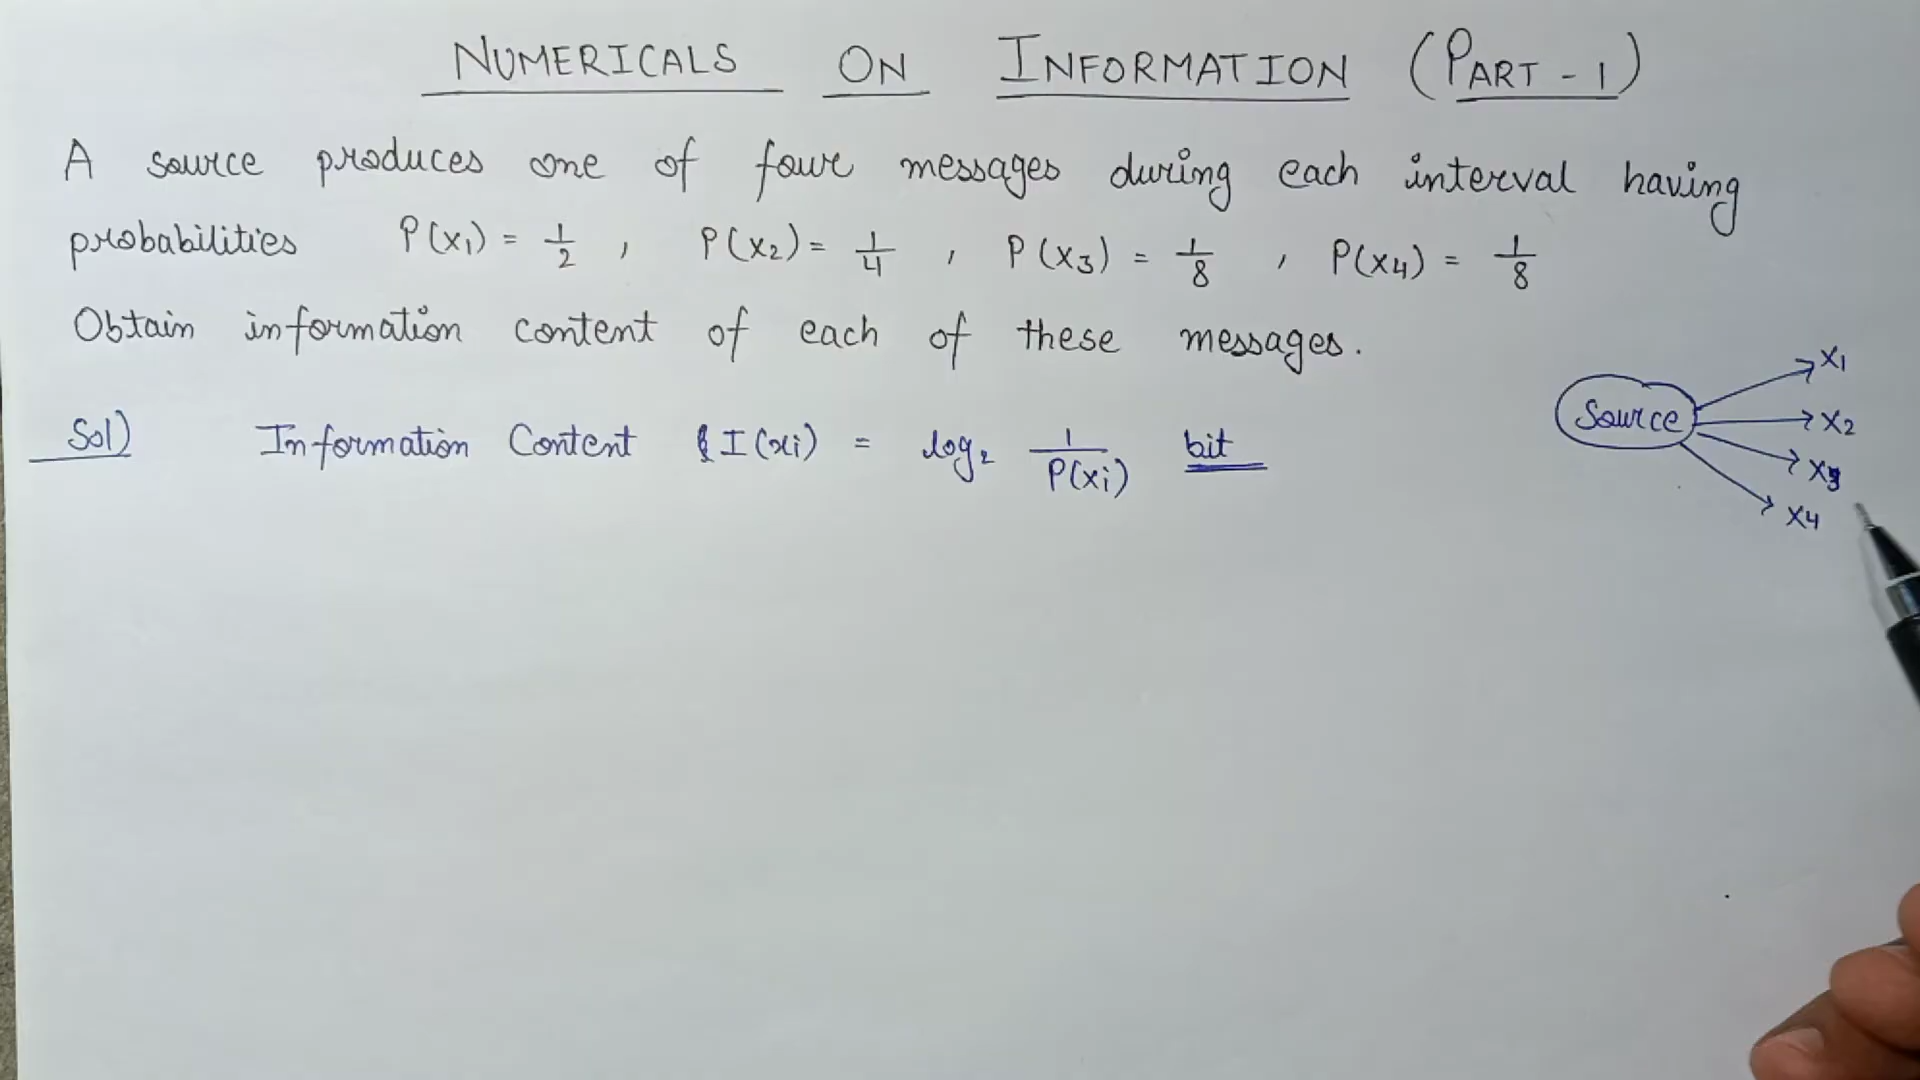 NUMERICALS ON INFORMATION (PART - 1)
A source produces one of four messages during each interval having
probabilities P(x1) = 1/2 , P(x2) = 1/4 , P(x3) = 1/8 , P(x4) = 1/8
Obtain information content of each of these messages.
Sol) Information Content I(xi) = log2 1/P(xi) bit
Source
x1
x2
x3
x4